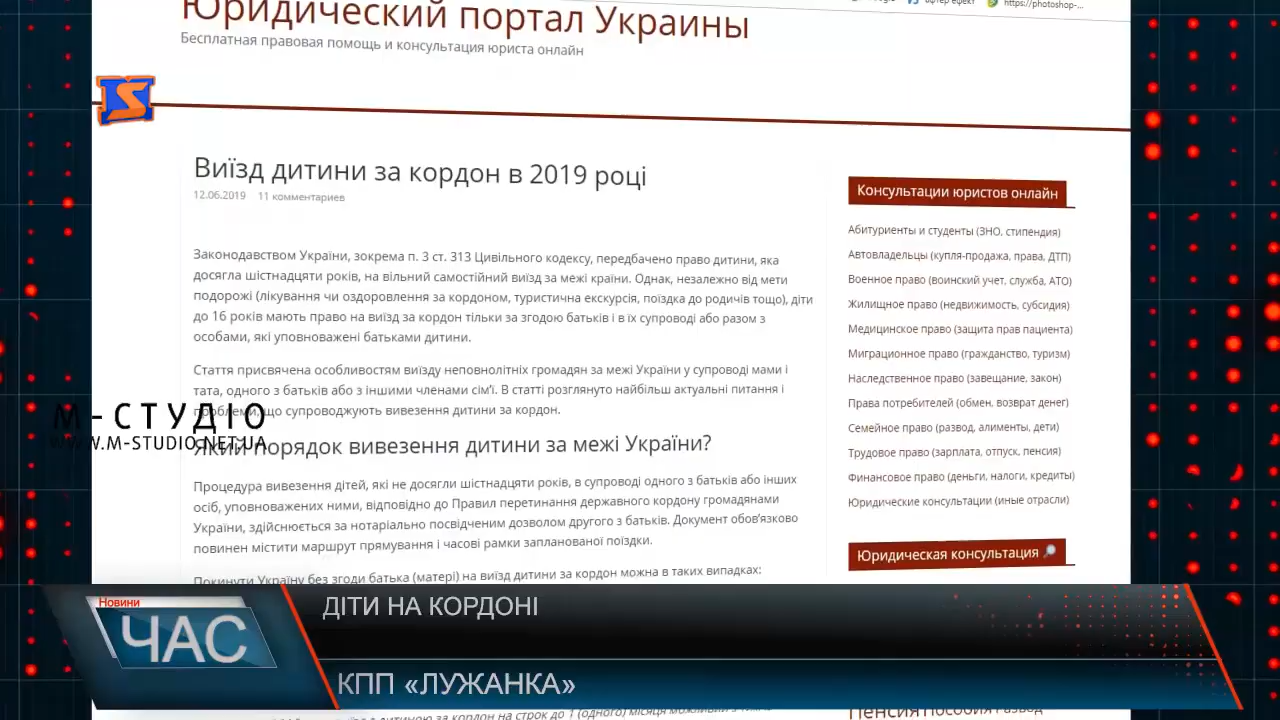 афтер ефект
https://photoshop-...
Юридический портал Украины
Бесплатная правовая помощь и консультация юриста онлайн
Виїзд дитини за кордон в 2019 році
12.06.2019 11 комментариев
Законодавством України, зокрема п. 3 ст. 313 Цивільного кодексу, передбачено право дитини, яка
досягла шістнадцяти років, на вільний самостійний виїзд за межі країни. Однак, незалежно від мети
подорожі (лікування чи оздоровлення за кордоном, туристична екскурсія, поїздка до родичів тощо), діти
до 16 років мають право на виїзд за кордон тільки за згодою батьків і в їх супроводі або разом з
особами, які уповноважені батьками дитини.
Стаття присвячена особливостям виїзду неповнолітніх громадян за межі України у супроводі мами і
тата, одного з батьків або з іншими членами сім'ї. В статті розглянуто найбільш актуальні питання і
проблеми, що супроводжують вивезення дитини за кордон.
Який порядок вивезення дитини за межі України?
Процедура вивезення дітей, які не досягли шістнадцяти років, в супроводі одного з батьків або інших
осіб, уповноважених ними, відповідно до Правил перетинання державного кордону громадянами
України, здійснюється за нотаріально посвідченим дозволом другого з батьків. Документ обов'язково
повинен містити маршрут прямування і часові рамки запланованої поїздки.
Покинути Україну без згоди батька (матері) на виїзд дитини за кордон можна в таких випадках:
Консультации юристов онлайн
Абитуриенты и студенты (ЗНО, стипендия)
Автовладельцы (купля-продажа, права, ДТП)
Военное право (воинский учет, служба, АТО)
Жилищное право (недвижимость, субсидия)
Медицинское право (защита прав пациента)
Миграционное право (гражданство, туризм)
Наследственное право (завещание, закон)
Права потребителей (обмен, возврат денег)
Семейное право (развод, алименты, дети)
Трудовое право (зарплата, отпуск, пенсия)
Финансовое право (деньги, налоги, кредиты)
Юридические консультации (иные отрасли)
Юридическая консультация
М-СТУДІО
WWW.M-STUDIO.NET.UA
Новини
ЧАС
ДІТИ НА КОРДОНІ
КПП «ЛУЖАНКА»